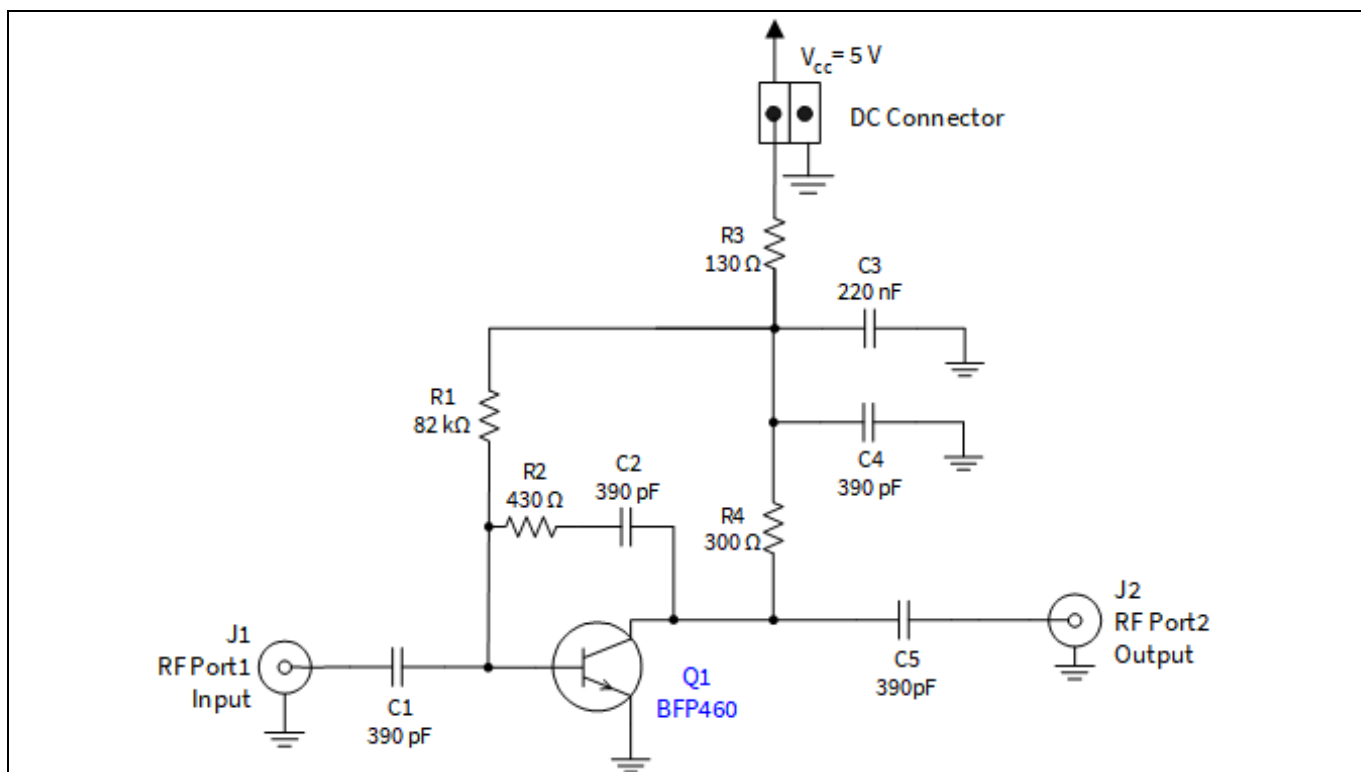 Vcc= 5 V
DC Connector
R3
130 Ω
C3
220 nF
R1
82 kΩ
R2
430 Ω
C2
390 pF
C4
390 pF
R4
300 Ω
J1
RF Port1
Input
C1
390 pF
Q1
BFP460
C5
390pF
J2
RF Port2
Output